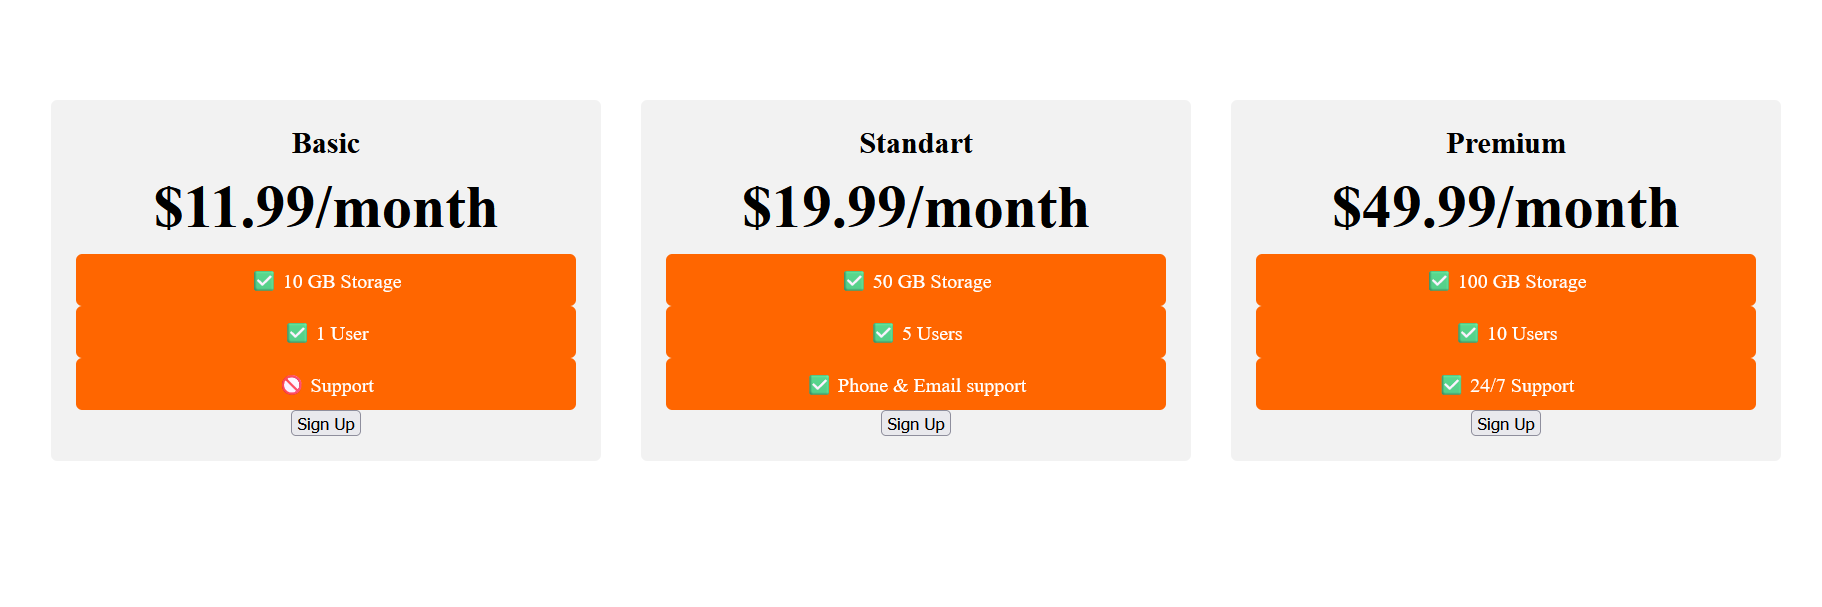 Basic
$11.99/month
✅ 10 GB Storage
✅ 1 User
🚫 Support
Sign Up
Standart
$19.99/month
✅ 50 GB Storage
✅ 5 Users
✅ Phone & Email support
Sign Up
Premium
$49.99/month
✅ 100 GB Storage
✅ 10 Users
✅ 24/7 Support
Sign Up